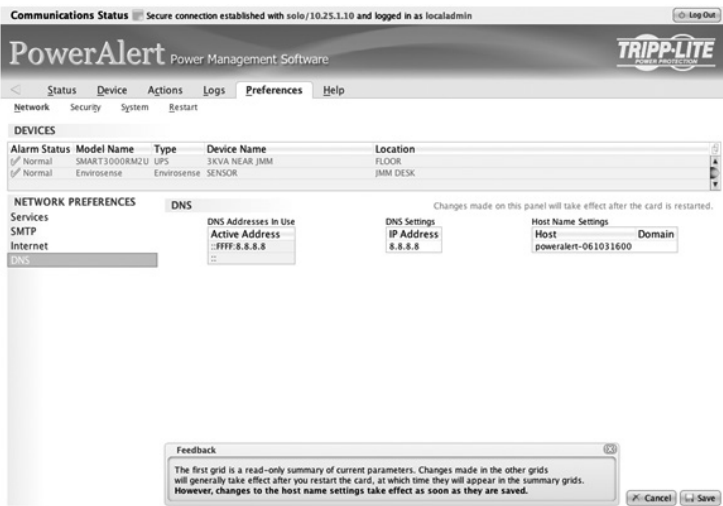 Communications Status Secure connection established with solo/10.25.1.10 and logged in as localadmin Log Out
PowerAlert Power Management Software
TRIPP·LITE
POWER PROTECTION
Status Device Actions Logs Preferences Help
Network Security System Restart
DEVICES
Alarm Status Model Name Type Device Name Location
Normal SMART3000RM2U UPS 3KVA NEAR JMM FLOOR
Normal Envirosense Envirosense SENSOR JMM DESK
NETWORK PREFERENCES
Services
SMTP
Internet
DNS
DNS Changes made on this panel will take effect after the card is restarted.
DNS Addresses In Use DNS Settings Host Name Settings
Active Address IP Address Host Domain
::FFFF:8.8.8.8 8.8.8.8 poweralert-061031600
::
Feedback
The first grid is a read-only summary of current parameters. Changes made in the other grids
will generally take effect after you restart the card, at which time they will appear in the summary grids.
However, changes to the host name settings take effect as soon as they are saved.
Cancel Save